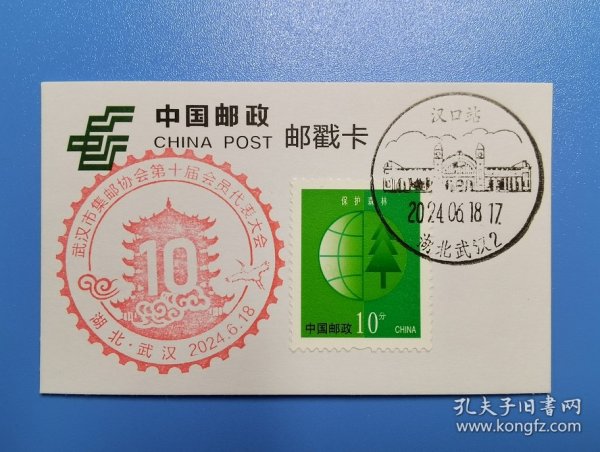 中国邮政
CHINA POST 邮戳卡
武汉市集邮协会第十届会员代表大会
10
湖北·武汉 2024.6.18
保护森林
中国邮政 10分 CHINA
汉口站
2024.06.18.17
湖北武汉2
孔夫子旧书网
www.kongfz.com